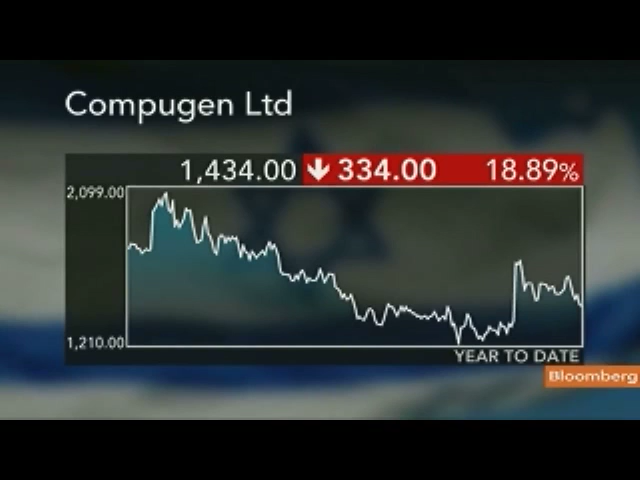 Compugen Ltd
1,434.00 ↓ 334.00 18.89%
2,099.00
1,210.00
YEAR TO DATE
Bloomberg